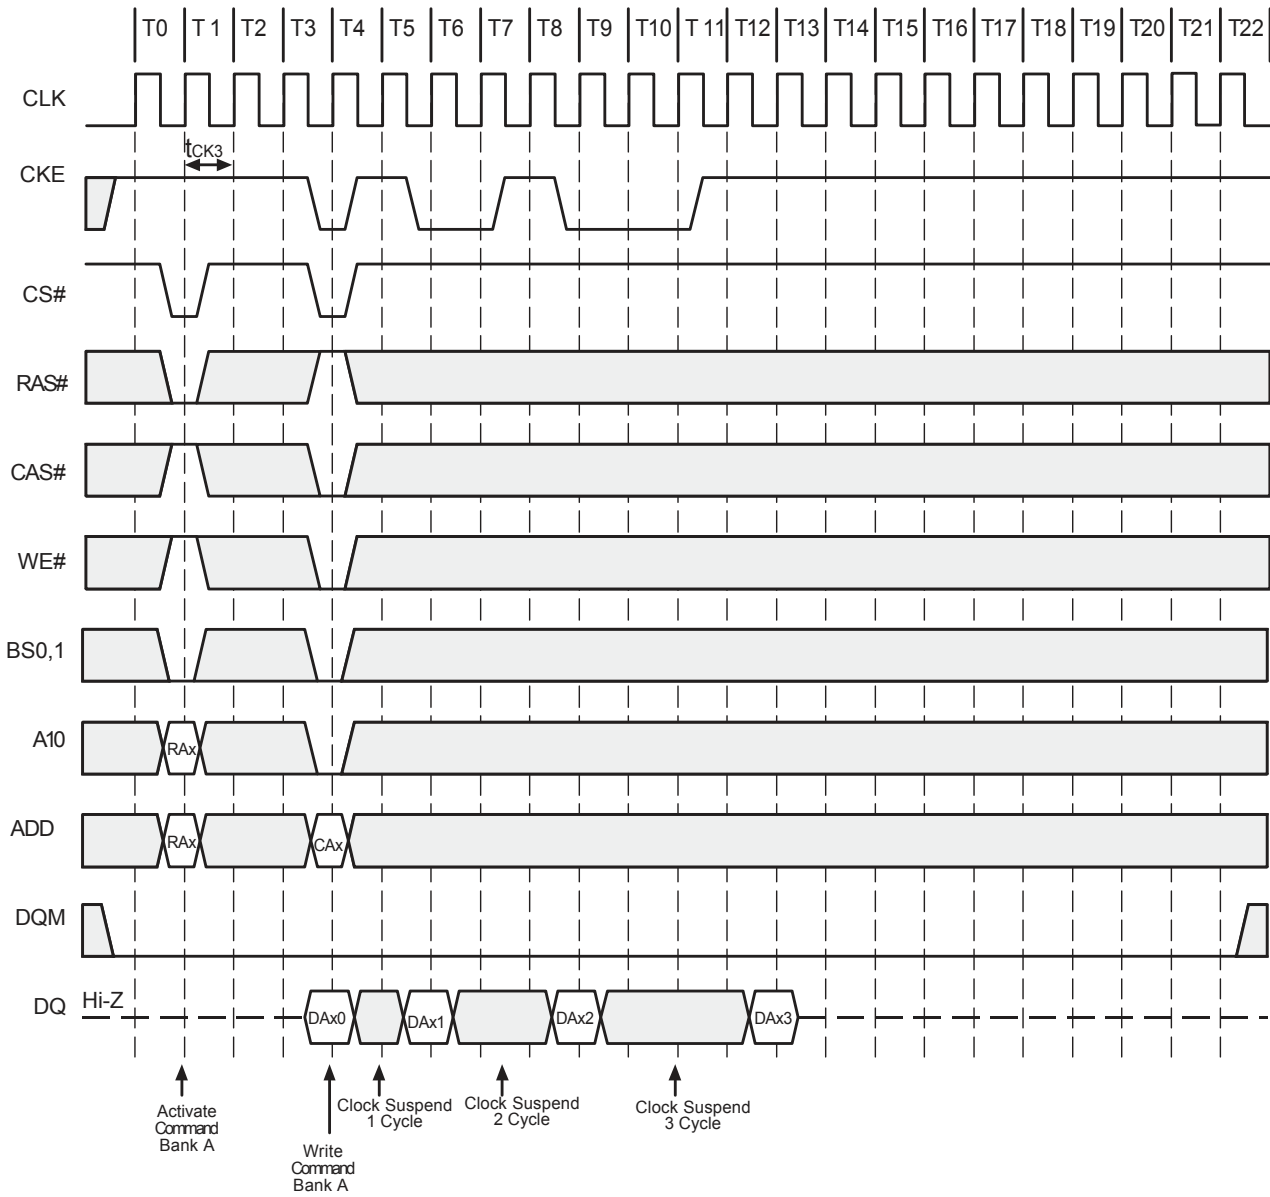 T0 T 1 T2 T3 T4 T5 T6 T7 T8 T9 T10 T 11 T12 T13 T14 T15 T16 T17 T18 T19 T20 T21 T22
CLK
tCK3
CKE
CS#
RAS#
CAS#
WE#
BS0,1
A10 RAx
ADD RAx CAx
DQM
DQ Hi-Z DAx0 DAx1 DAx2 DAx3
Activate
Command
Bank A
Write
Command
Bank A
Clock Suspend
1 Cycle
Clock Suspend
2 Cycle
Clock Suspend
3 Cycle